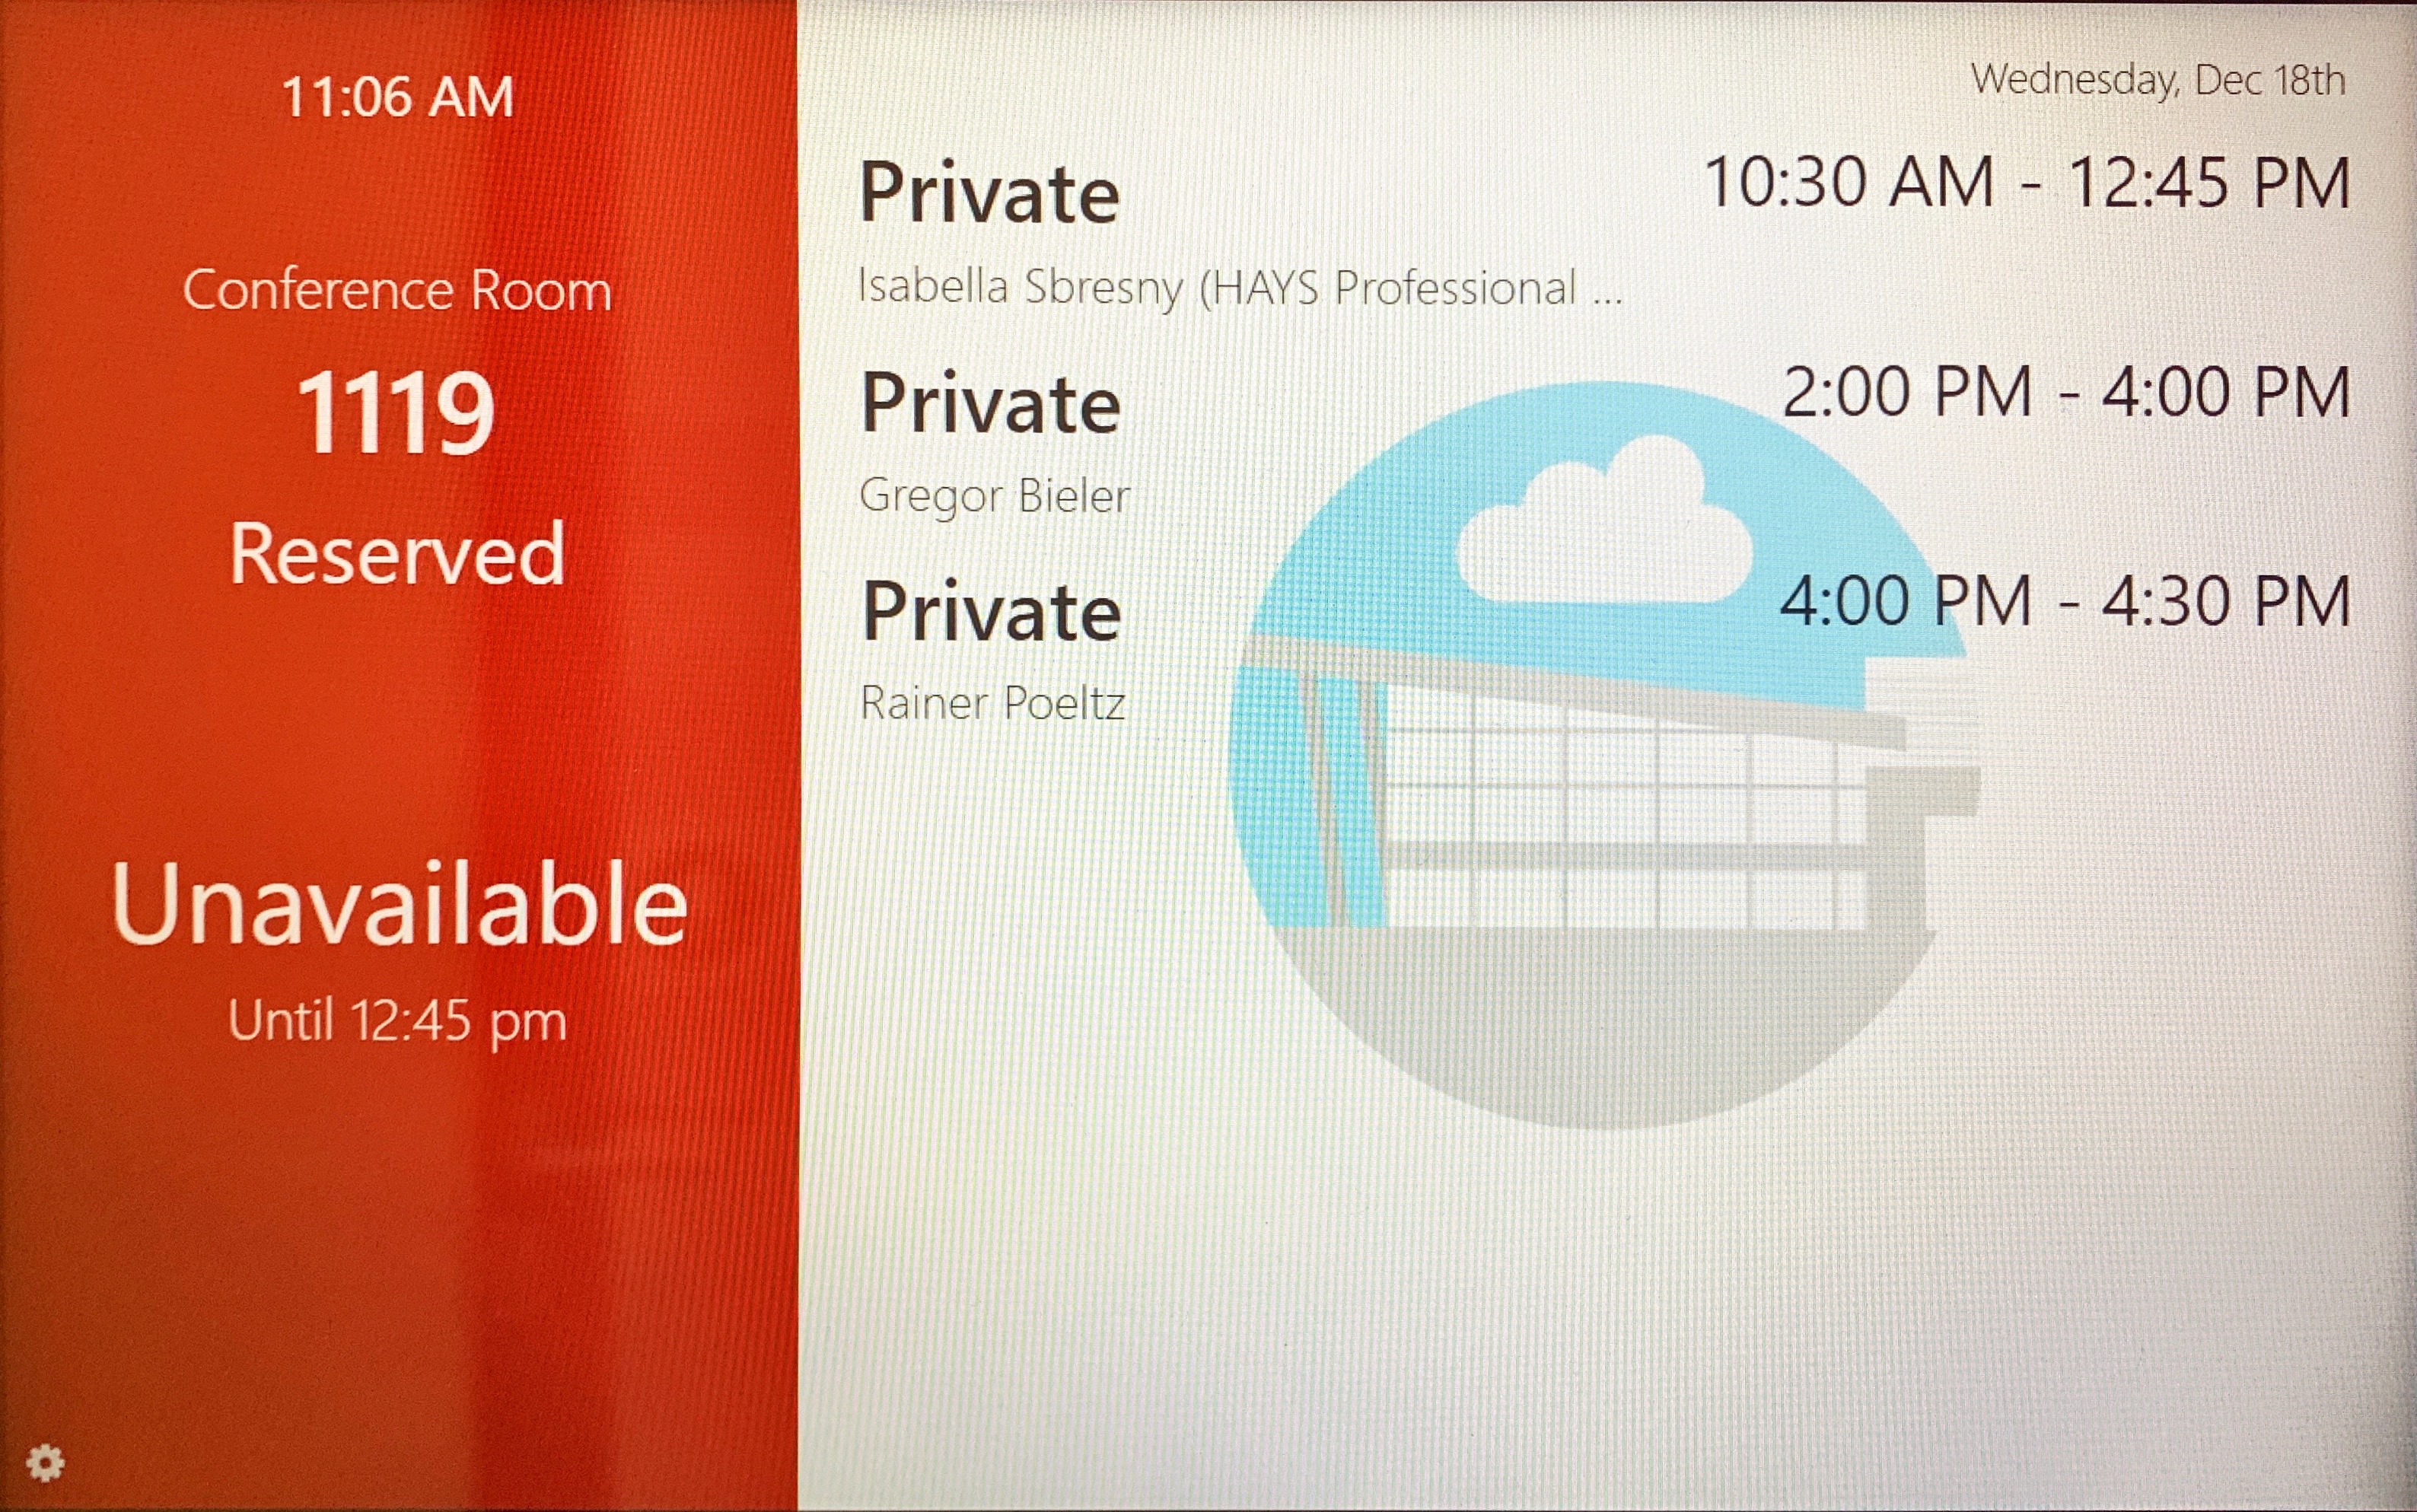 11:06 AM
Conference Room
1119
Reserved
Unavailable
Until 12:45 pm
Wednesday, Dec 18th
Private 10:30 AM - 12:45 PM
Isabella Sbresny (HAYS Professional ...
Private 2:00 PM - 4:00 PM
Gregor Bieler
Private 4:00 PM - 4:30 PM
Rainer Poeltz